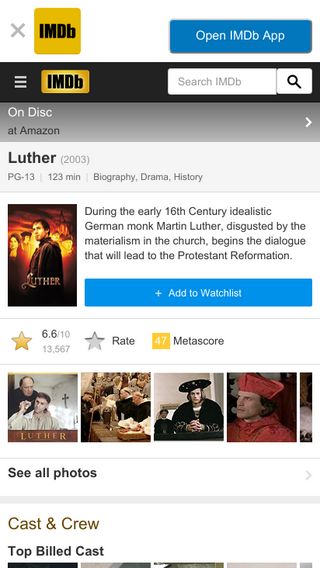 IMDb
Open IMDb App
IMDb
Search IMDb
On Disc
at Amazon
Luther (2003)
PG-13 | 123 min | Biography, Drama, History
During the early 16th Century idealistic
German monk Martin Luther, disgusted by the
materialism in the church, begins the dialogue
that will lead to the Protestant Reformation.
LUTHER
+ Add to Watchlist
6.6/10
13,567
Rate
47 Metascore
LUTHER
See all photos
Cast & Crew
Top Billed Cast